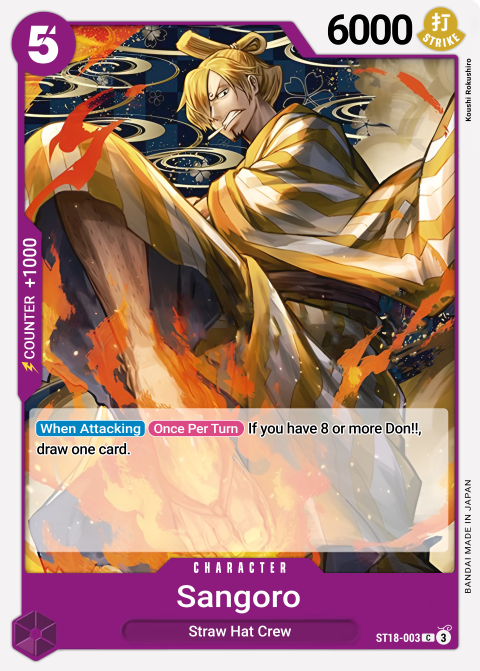 5
6000
打
STRIKE
Koushi Rokushiro
COUNTER +1000
When Attacking Once Per Turn If you have 8 or more Don!!,
draw one card.
BANDAI MADE IN JAPAN
CHARACTER
Sangoro
Straw Hat Crew
ST18-003 C 3